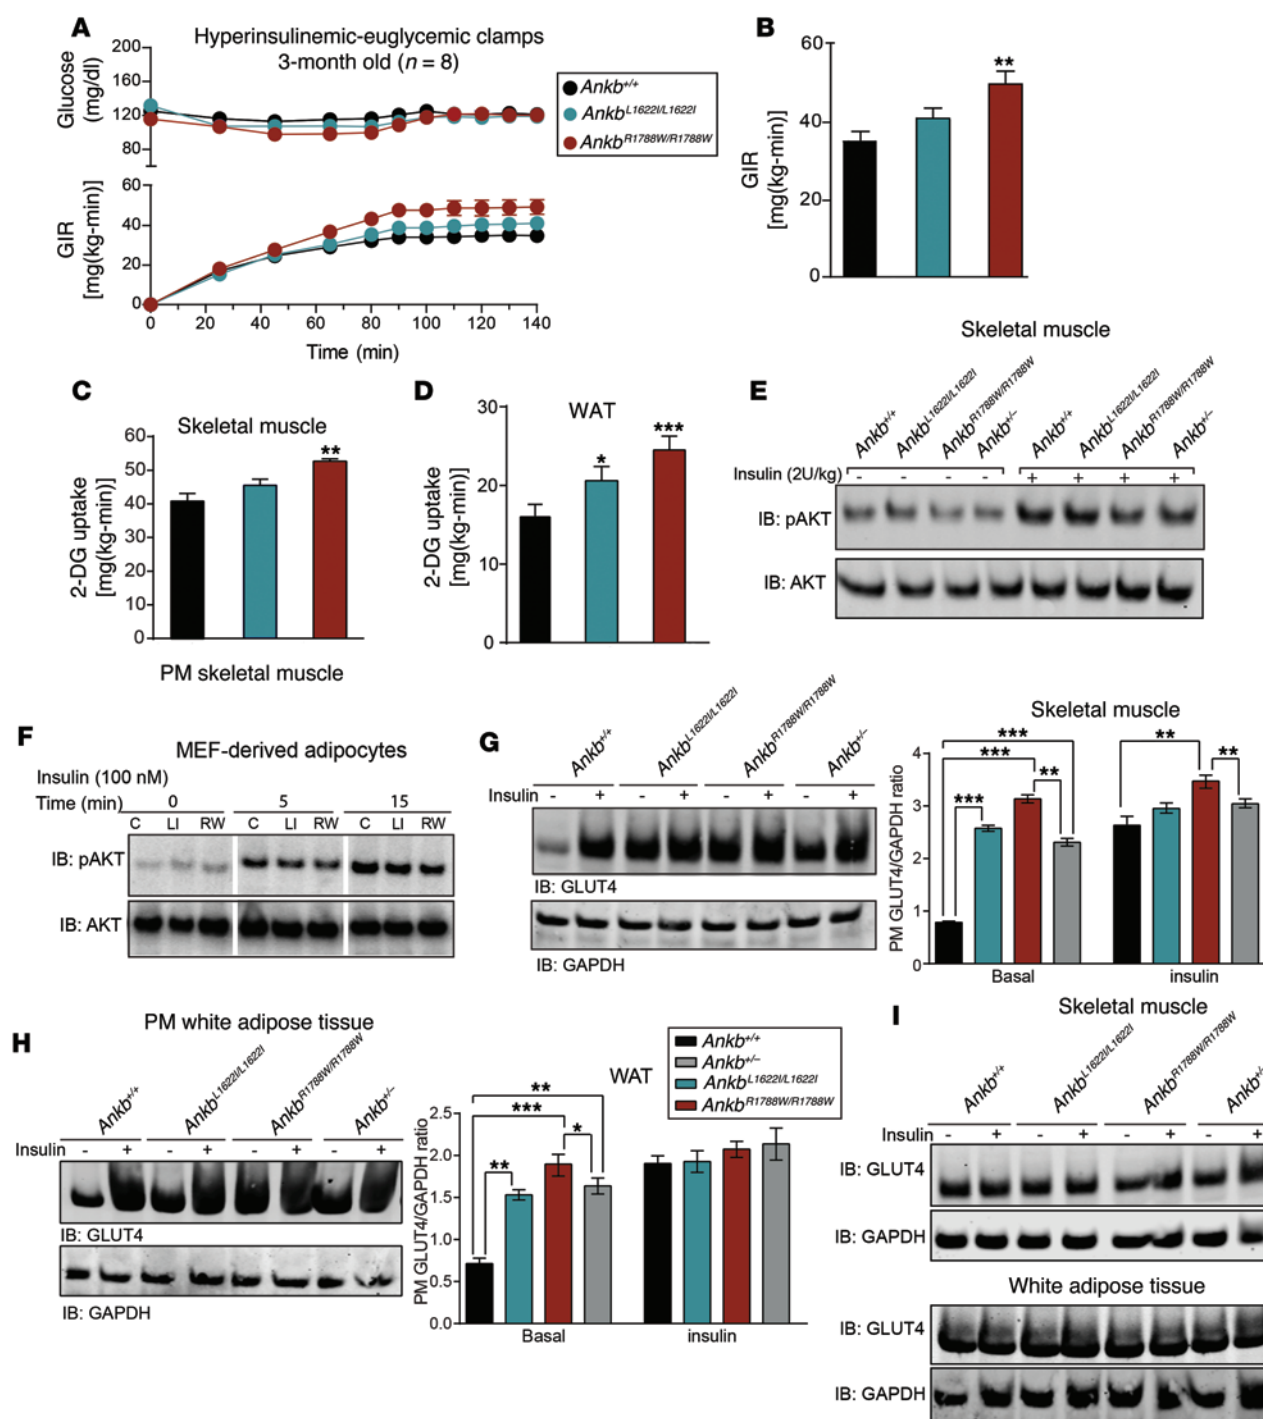 A
Hyperinsulinemic-euglycemic clamps
3-month old (n = 8)
Glucose
(mg/dl)
200
160
120
80
Ankb+/+
AnkbL1622I/L1622I
AnkbR1788W/R1788W
GIR
[mg(kg-min)]
60
40
20
0
0 20 40 60 80 100 120 140
Time (min)
B
GIR
[mg(kg-min)]
60
40
20
0
**
C
Skeletal muscle
2-DG uptake
[mg(kg-min)]
60
50
40
30
20
10
0
**
D
WAT
2-DG uptake
[mg(kg-min)]
30
20
10
0
*
***
E
Skeletal muscle
Ankb+/+ AnkbL1622I/L1622I AnkbR1788W/R1788W Ankb+/– Ankb+/+ AnkbL1622I/L1622I AnkbR1788W/R1788W Ankb+/–
Insulin (2U/kg) - - - - + + + +
IB: pAKT
IB: AKT
PM skeletal muscle
F
MEF-derived adipocytes
Insulin (100 nM)
Time (min) 0 5 15
C LI RW C LI RW C LI RW
IB: pAKT
IB: AKT
G
Ankb+/+ AnkbL1622I/L1622I AnkbR1788W/R1788W Ankb+/–
Insulin - + - + - + - +
IB: GLUT4
IB: GAPDH
Skeletal muscle
PM GLUT4/GAPDH ratio
4
3
2
1
0
***
***
***
**
**
**
Basal insulin
H
PM white adipose tissue
Ankb+/+ AnkbL1622I/L1622I AnkbR1788W/R1788W Ankb+/–
Insulin - + - + - + - +
IB: GLUT4
IB: GAPDH
WAT
Ankb+/+
Ankb+/–
AnkbL1622I/L1622I
AnkbR1788W/R1788W
PM GLUT4/GAPDH ratio
2.5
2.0
1.5
1.0
0.5
0.0
**
***
*
**
Basal insulin
I
Skeletal muscle
Ankb+/+ AnkbL1622I/L1622I AnkbR1788W/R1788W Ankb+/
Insulin - + - + - + - +
IB: GLUT4
IB: GAPDH
White adipose tissue
IB: GLUT4
IB: GAPDH